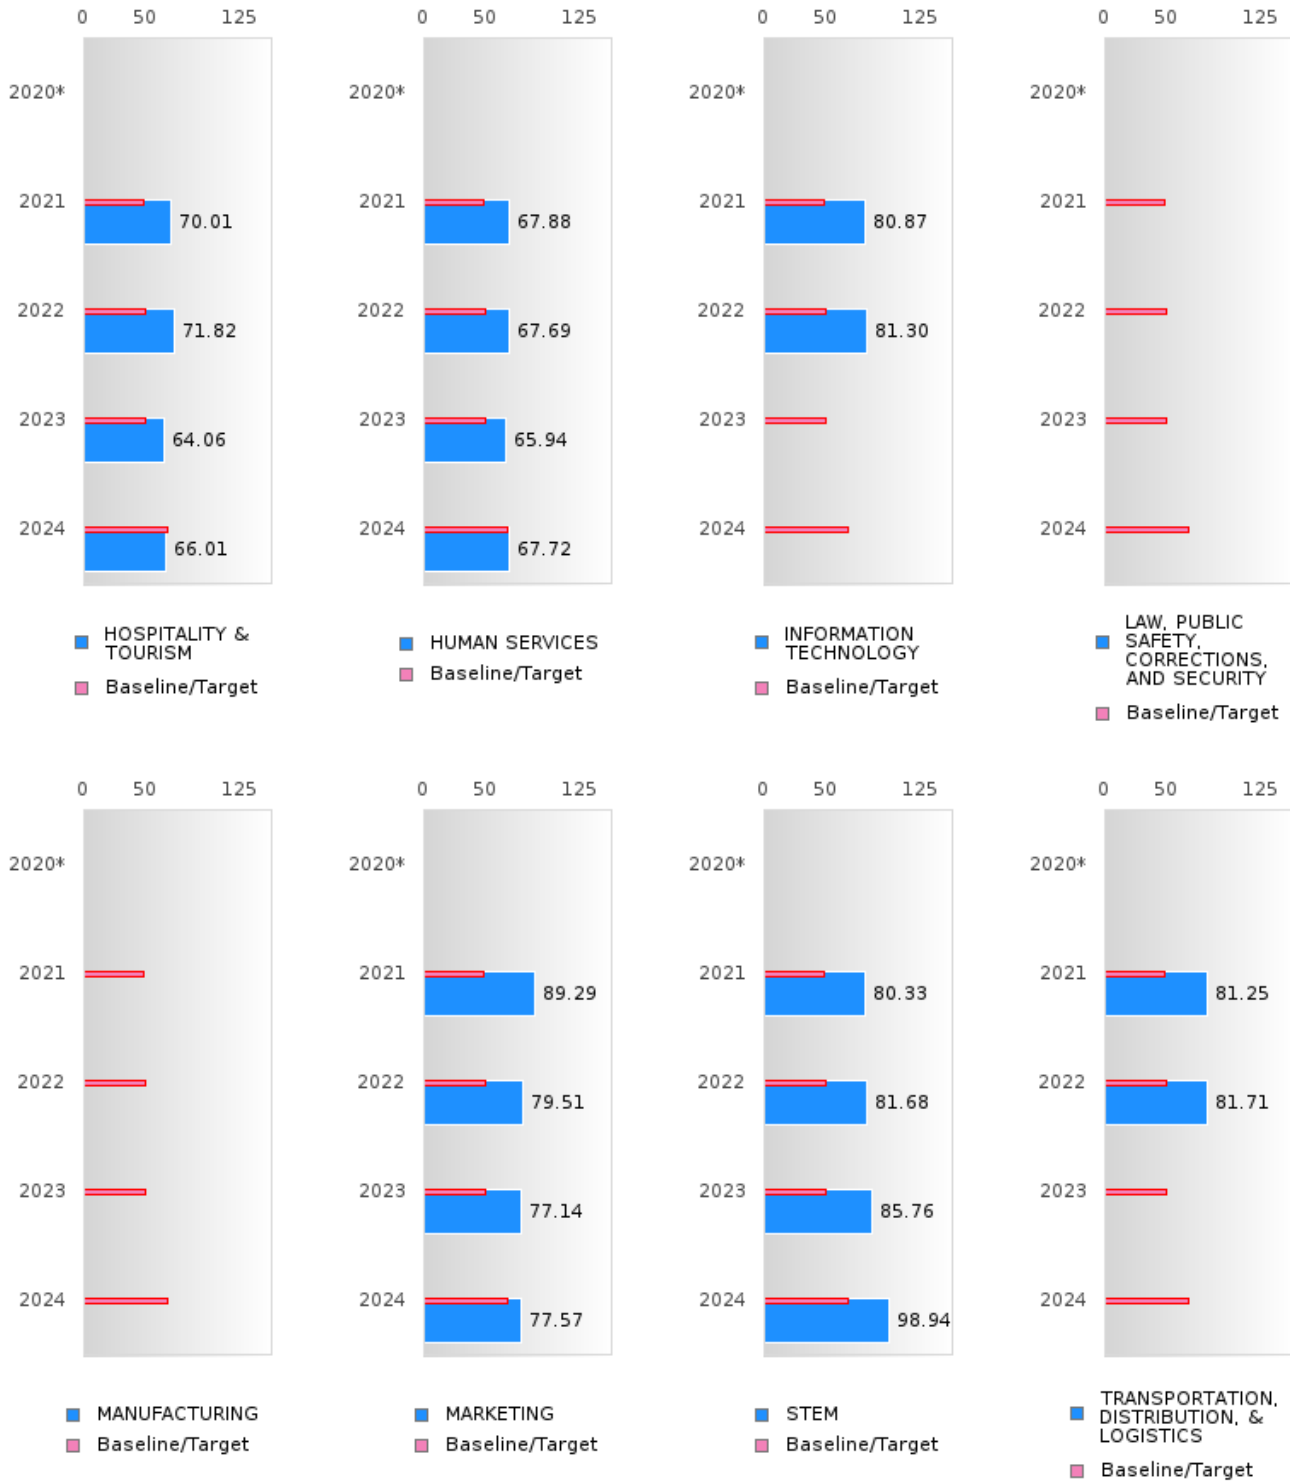 0 50 125
2020*
2021 70.01
2022 71.82
2023 64.06
2024 66.01
HOSPITALITY &
TOURISM
Baseline/Target
0 50 125
2020*
2021 67.88
2022 67.69
2023 65.94
2024 67.72
HUMAN SERVICES
Baseline/Target
0 50 125
2020*
2021 80.87
2022 81.30
2023
2024
INFORMATION
TECHNOLOGY
Baseline/Target
0 50 125
2020*
2021
2022
2023
2024
LAW, PUBLIC
SAFETY,
CORRECTIONS,
AND SECURITY
Baseline/Target
0 50 125
2020*
2021
2022
2023
2024
MANUFACTURING
Baseline/Target
0 50 125
2020*
2021 89.29
2022 79.51
2023 77.14
2024 77.57
MARKETING
Baseline/Target
0 50 125
2020*
2021 80.33
2022 81.68
2023 85.76
2024 98.94
STEM
Baseline/Target
0 50 125
2020*
2021 81.25
2022 81.71
2023
2024
TRANSPORTATION,
DISTRIBUTION, &
LOGISTICS
Baseline/Target